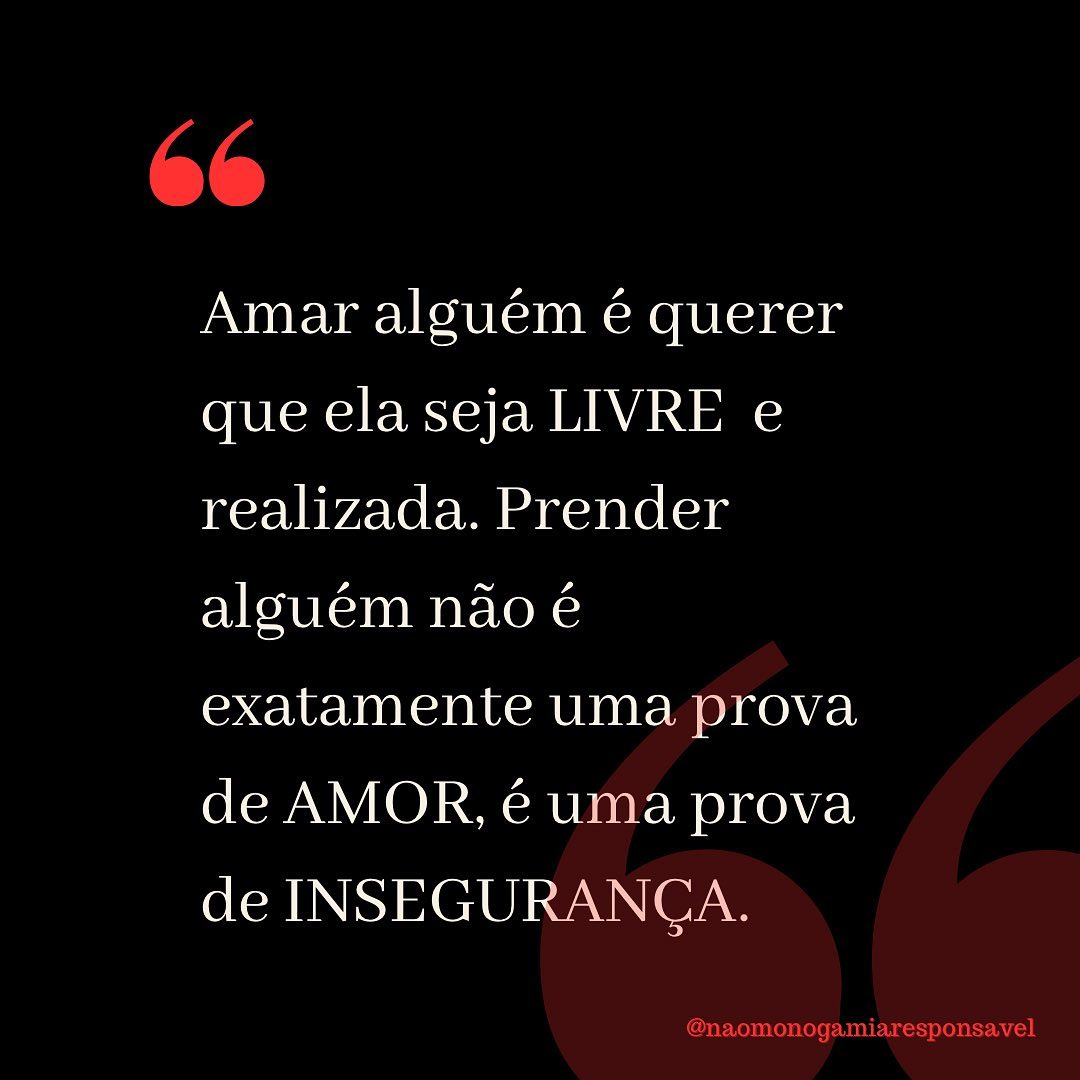 “
Amar alguém é querer
que ela seja LIVRE e
realizada. Prender
alguém não é
exatamente uma prova
de AMOR, é uma prova
de INSEGURANÇA.
@naomonogamiaresponsavel